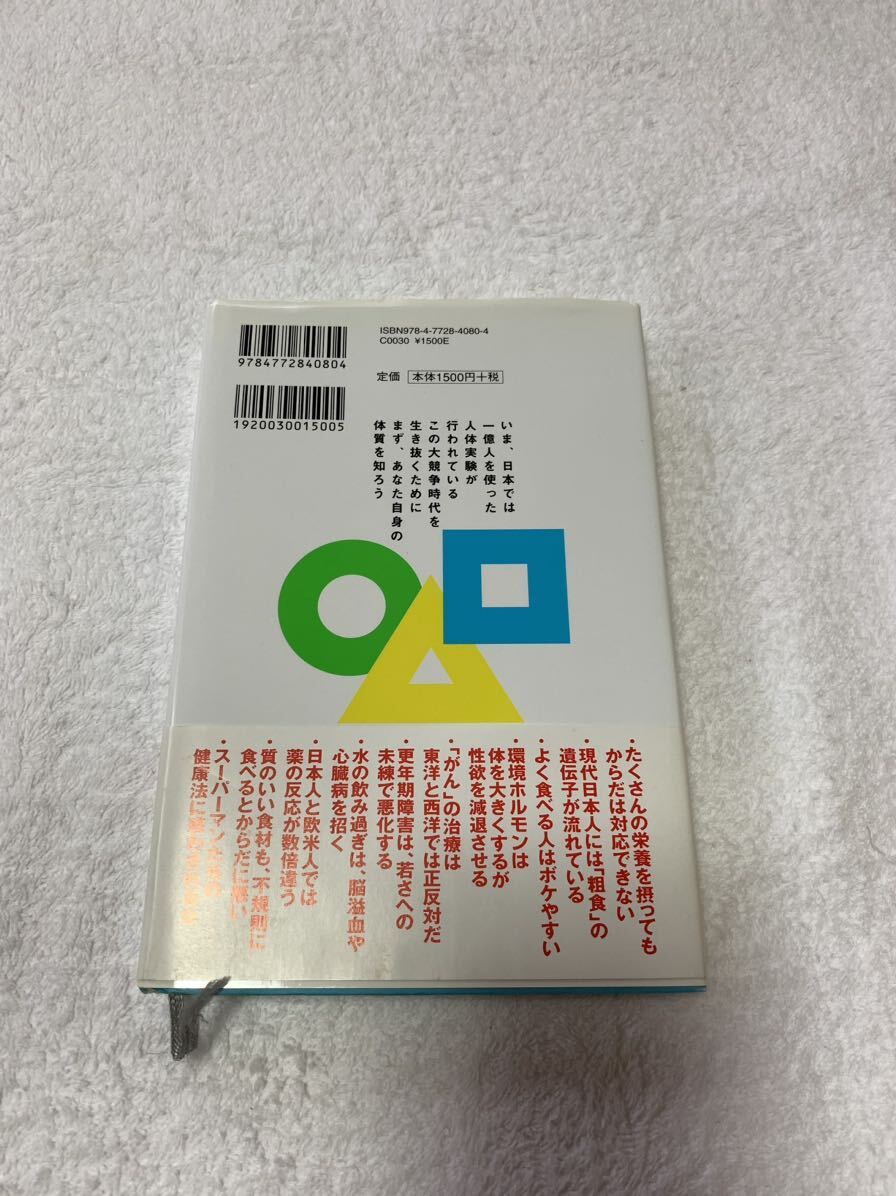 ISBN978-4-7728-4080-4
C0030 ¥1500E
9784772840804
定価 本体1500円+税
1920030015005
いま、日本では
一億人を使った
人体実験が
行われている
この大競争時代を
生き抜くために
まず、あなた自身の
体質を知ろう
・たくさんの栄養を摂っても
からだは対応できない
・現代日本人には「粗食」の
遺伝子が流れている
・よく食べる人はボケやすい
・環境ホルモンは
体を大きくするが
性欲を減退させる
・「がん」の治療は
東洋と西洋では正反対だ
・更年期障害は、若さへの
未練で悪化する
・水の飲み過ぎは、脳溢血や
心臓病を招く
・日本人と欧米人では
薬の反応が数倍違う
・質のいい食材も、不規則に
食べるとからだに悪い
・スーパーマンたちの
健康法に